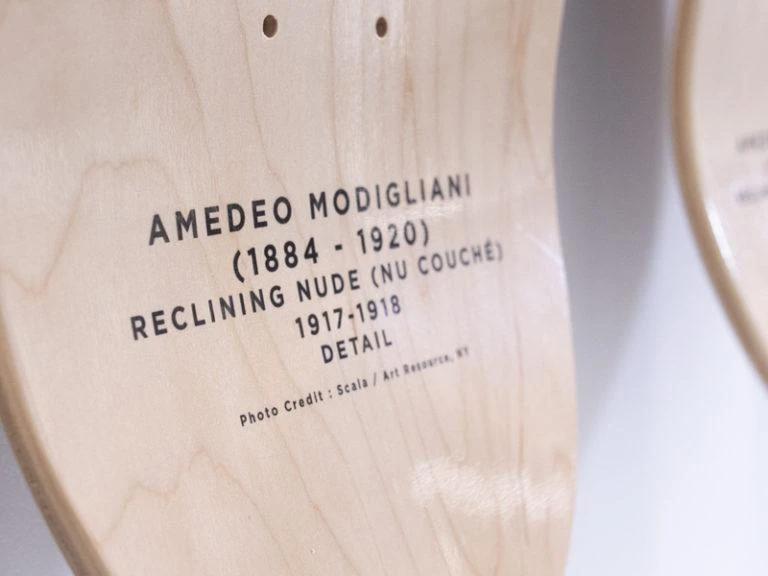 AMEDEO MODIGLIANI
(1884 - 1920)
RECLINING NUDE (NU COUCHÉ)
1917-1918
DETAIL
Photo Credit : Scala / Art Resource, NY